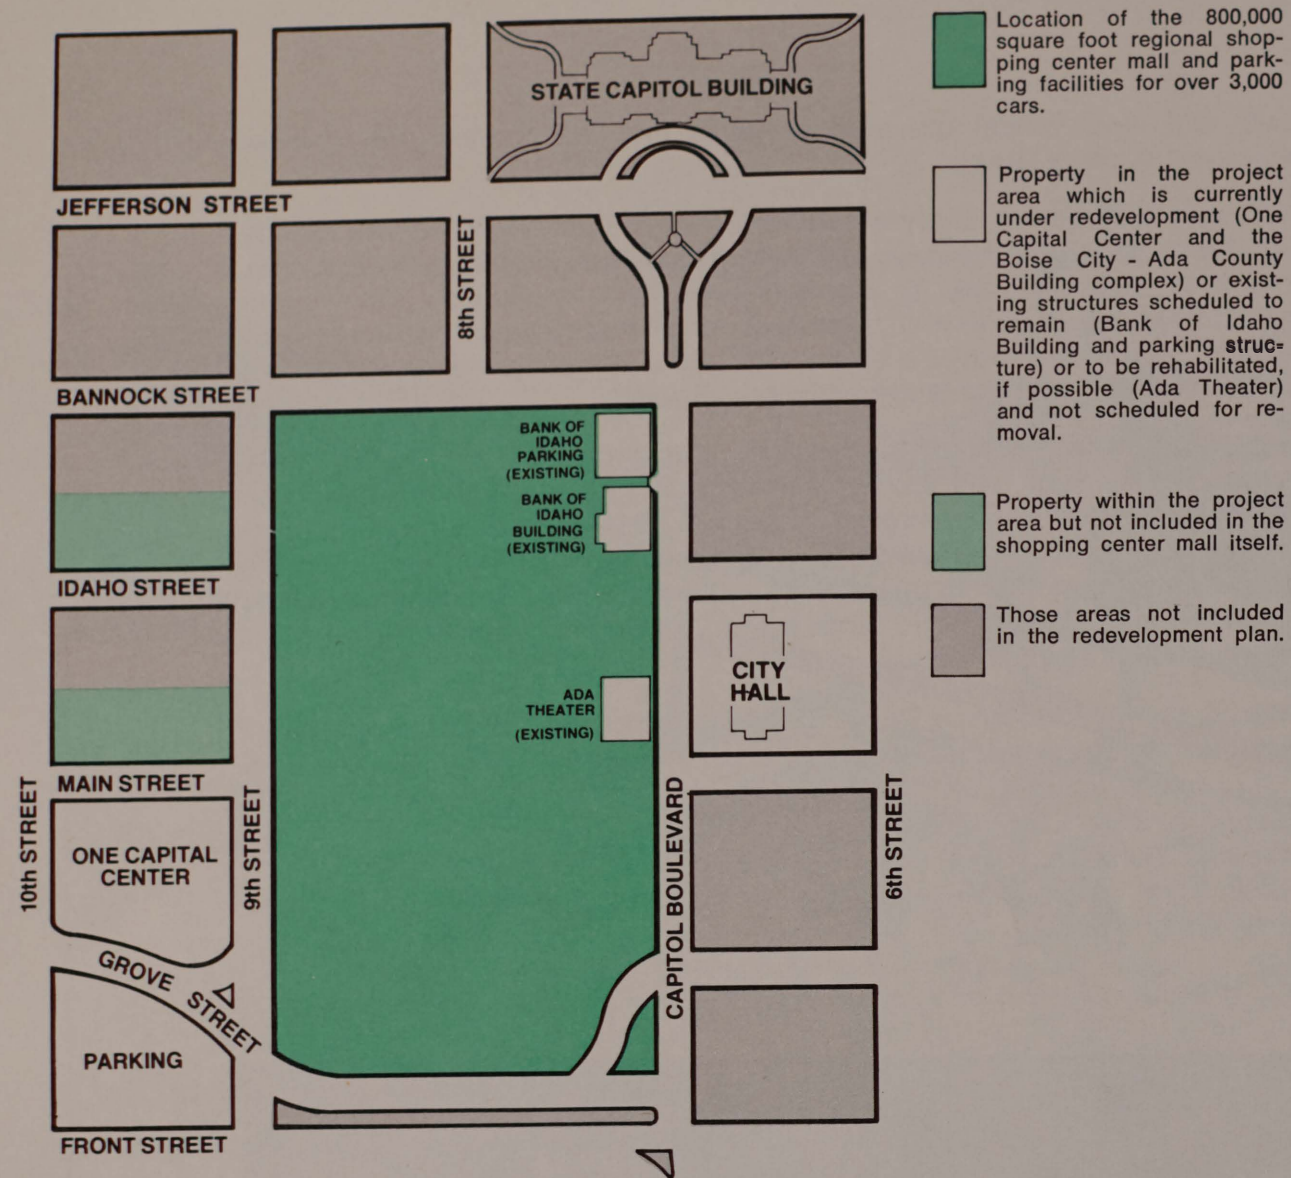 STATE CAPITOL BUILDING
JEFFERSON STREET
8th STREET
BANNOCK STREET
BANK OF
IDAHO
PARKING
(EXISTING)
BANK OF
IDAHO
BUILDING
(EXISTING)
IDAHO STREET
CITY
HALL
ADA
THEATER
(EXISTING)
MAIN STREET
10th STREET
ONE CAPITAL
CENTER
9th STREET
CAPITOL BOULEVARD
6th STREET
GROVE STREET
PARKING
FRONT STREET
Location of the 800,000
square foot regional shop-
ping center mall and park-
ing facilities for over 3,000
cars.
Property in the project
area which is currently
under redevelopment (One
Capital Center and the
Boise City - Ada County
Building complex) or exist-
ing structures scheduled to
remain (Bank of Idaho
Building and parking struc=
ture) or to be rehabilitated,
if possible (Ada Theater)
and not scheduled for re-
moval.
Property within the project
area but not included in the
shopping center mall itself.
Those areas not included
in the redevelopment plan.